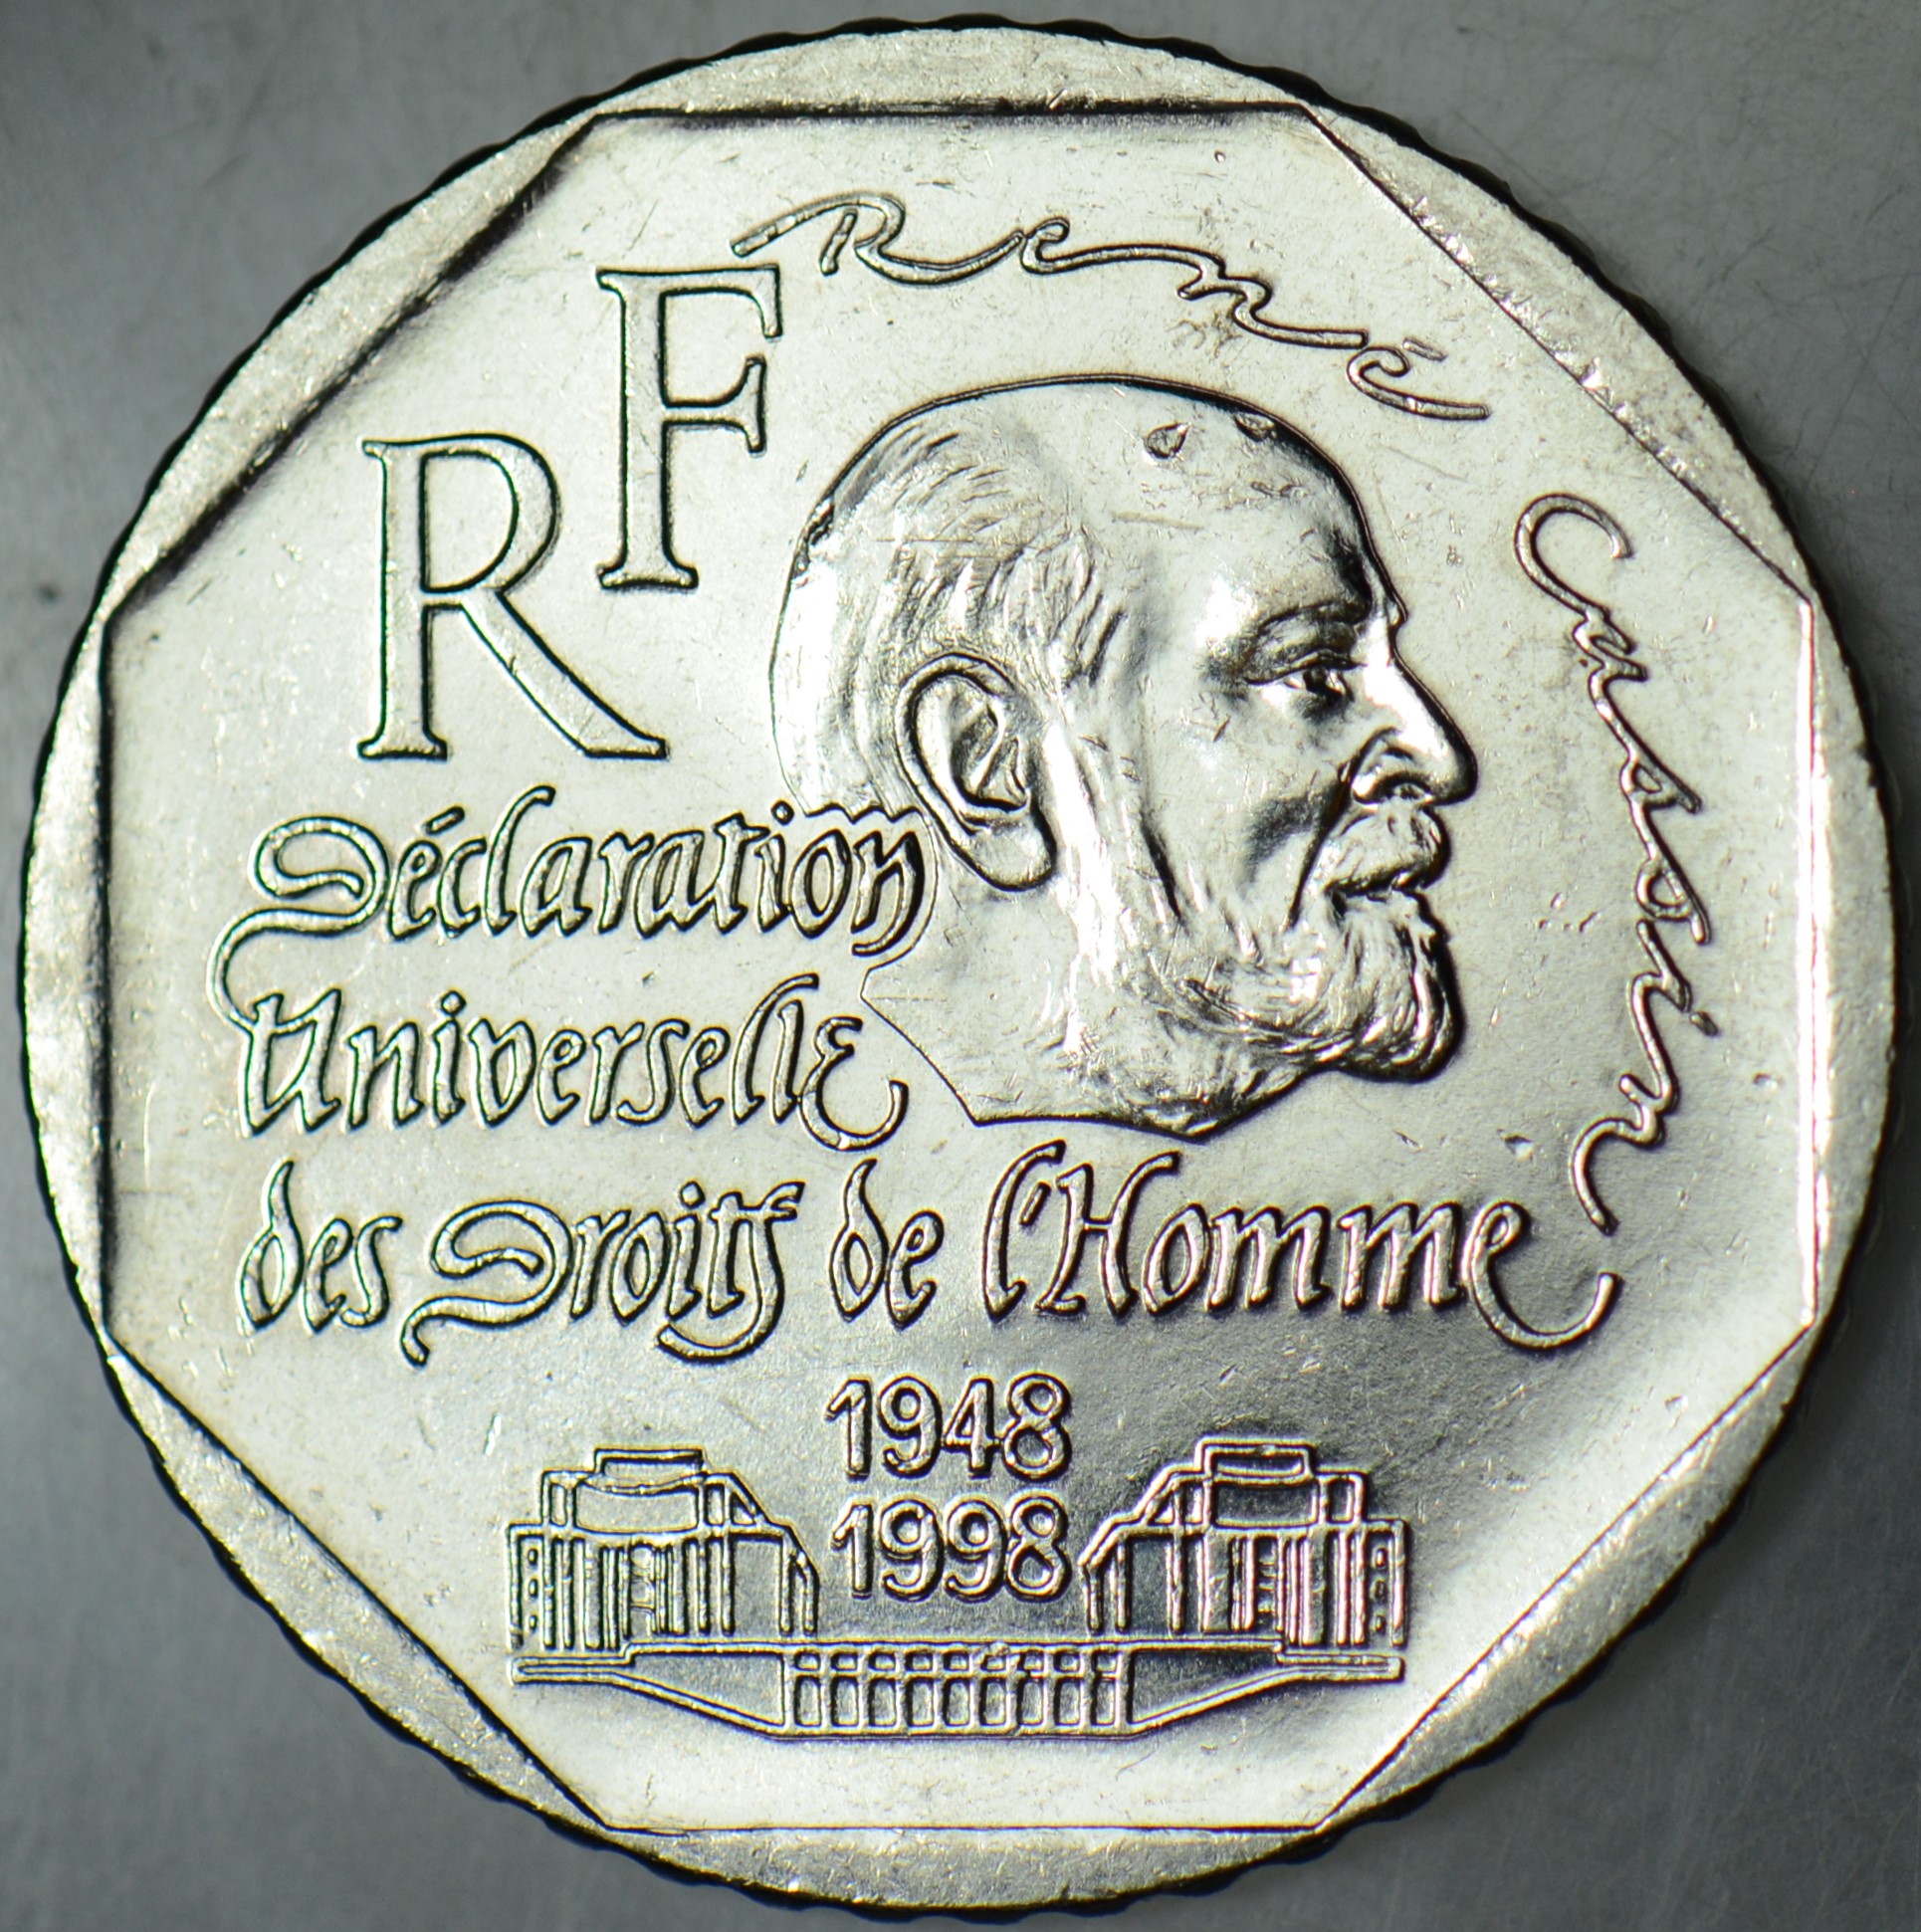 RF
René Cassin
Déclaration
Universelle
des Droits de l'Homme
1948
1998